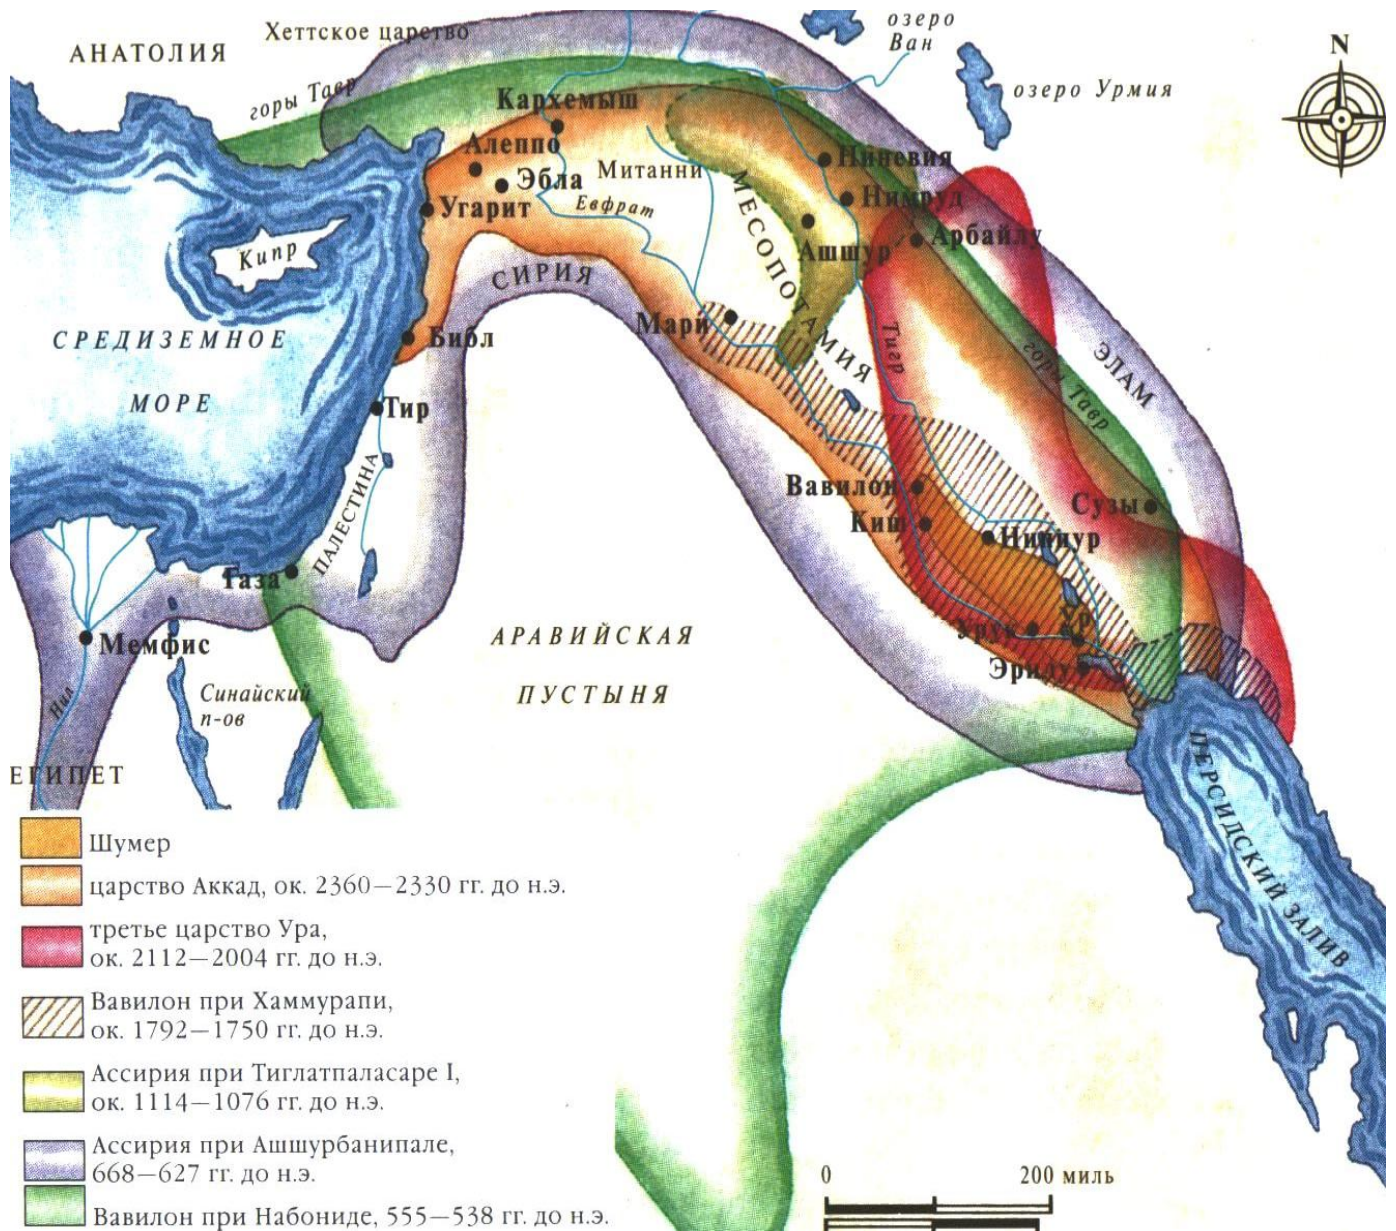 Хеттское царство
АНАТОЛИЯ
озеро
Ван
N
озеро Урмия
горы Тавр
Кархемыш
Алеппо
Ниневия
Эбла
Митанни
МЕСОПОТАМИЯ
Нимруд
Угарит
Евфрат
Ашшур
Арбайлу
Кипр
СИРИЯ
Мари
Тигр
СРЕДИЗЕМНОЕ
МОРЕ
Библ
горы Тавр
ЭЛАМ
Тир
ПАЛЕСТИНА
Вавилон
Сузы
Киш
Ниппур
Газа
Мемфис
АРАВИЙСКАЯ
ПУСТЫНЯ
Урук
Ур
Эриду
Нил
Синайский
п-ов
ЕГИПЕТ
ПЕРСИДСКИЙ ЗАЛИВ
Шумер
царство Аккад, ок. 2360—2330 гг. до н.э.
третье царство Ура,
ок. 2112—2004 гг. до н.э.
Вавилон при Хаммурапи,
ок. 1792—1750 гг. до н.э.
Ассирия при Тиглатпаласаре I,
ок. 1114—1076 гг. до н.э.
Ассирия при Ашшурбанипале,
668—627 гг. до н.э.
Вавилон при Набониде, 555—538 гг. до н.э.
0 200 миль